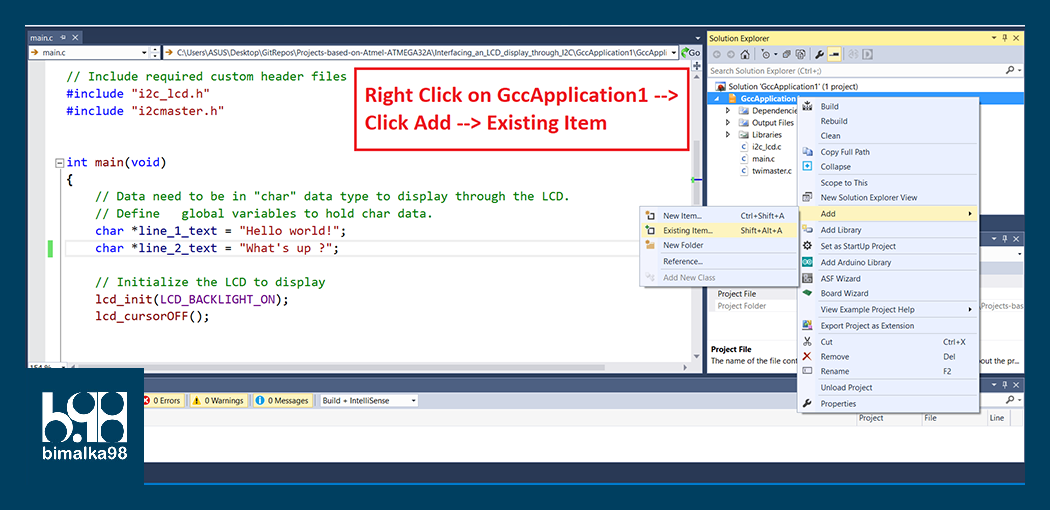 main.c
main.c
C:\Users\ASUS\Desktop\GitRepos\Projects-based-on-Atmel-ATMEGA32A\Interfacing_an_LCD_display_through_I2C\GccApplication1\GccAppli
Go
// Include required custom header files
#include "i2c_lcd.h"
#include "i2cmaster.h"
int main(void)
{
// Data need to be in "char" data type to display through the LCD.
// Define   global variables to hold char data.
char *line_1_text = "Hello world!";
char *line_2_text = "What's up ?";
// Initialize the LCD to display
lcd_init(LCD_BACKLIGHT_ON);
lcd_cursorOFF();
Right Click on GccApplication1 -->
Click Add --> Existing Item
Solution Explorer
Search Solution Explorer (Ctrl+;)
Solution 'GccApplication1' (1 project)
GccApplication
Dependencie
Output Files
Libraries
i2c_lcd.c
main.c
twimaster.c
Build
Rebuild
Clean
Copy Full Path
Collapse
Scope to This
New Solution Explorer View
Add
Add Library
Set as StartUp Project
Add Arduino Library
ASF Wizard
Board Wizard
View Example Project Help
Export Project as Extension
Cut Ctrl+X
Remove Del
Rename F2
Unload Project
Properties
New Item... Ctrl+Shift+A
Existing Item... Shift+Alt+A
New Folder
Reference...
Add New Class
Project File
Project Folder Projects-bas
Project File
The name of the file cont out the pr...
154 %
0 Errors
0 Warnings
0 Messages
Build + IntelliSense
Project File Line
b98
bimalka98